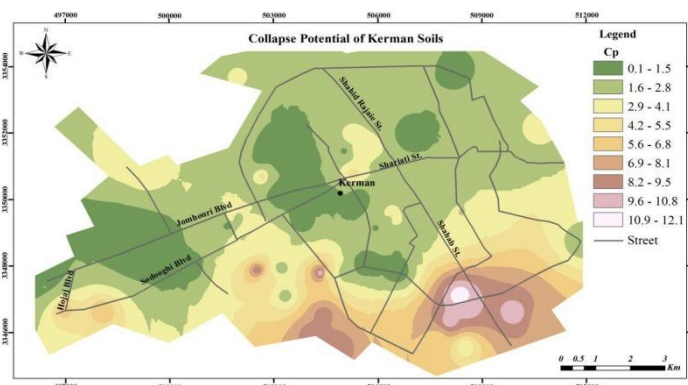 497000
500000
503000
506000
509000
512000
Collapse Potential of Kerman Soils
N
W
E
S
Legend
Cp
0.1 - 1.5
1.6 - 2.8
2.9 - 4.1
4.2 - 5.5
5.6 - 6.8
6.9 - 8.1
8.2 - 9.5
9.6 - 10.8
10.9 - 12.1
Street
3354000
3352000
3350000
3348000
3346000
Shahid Rajaie St.
Shariati St.
Kerman
Jomhouri Blvd
Shahab St.
Sodooghi Blvd
Hojaj Blvd
0 0.5 1 2 3
Km